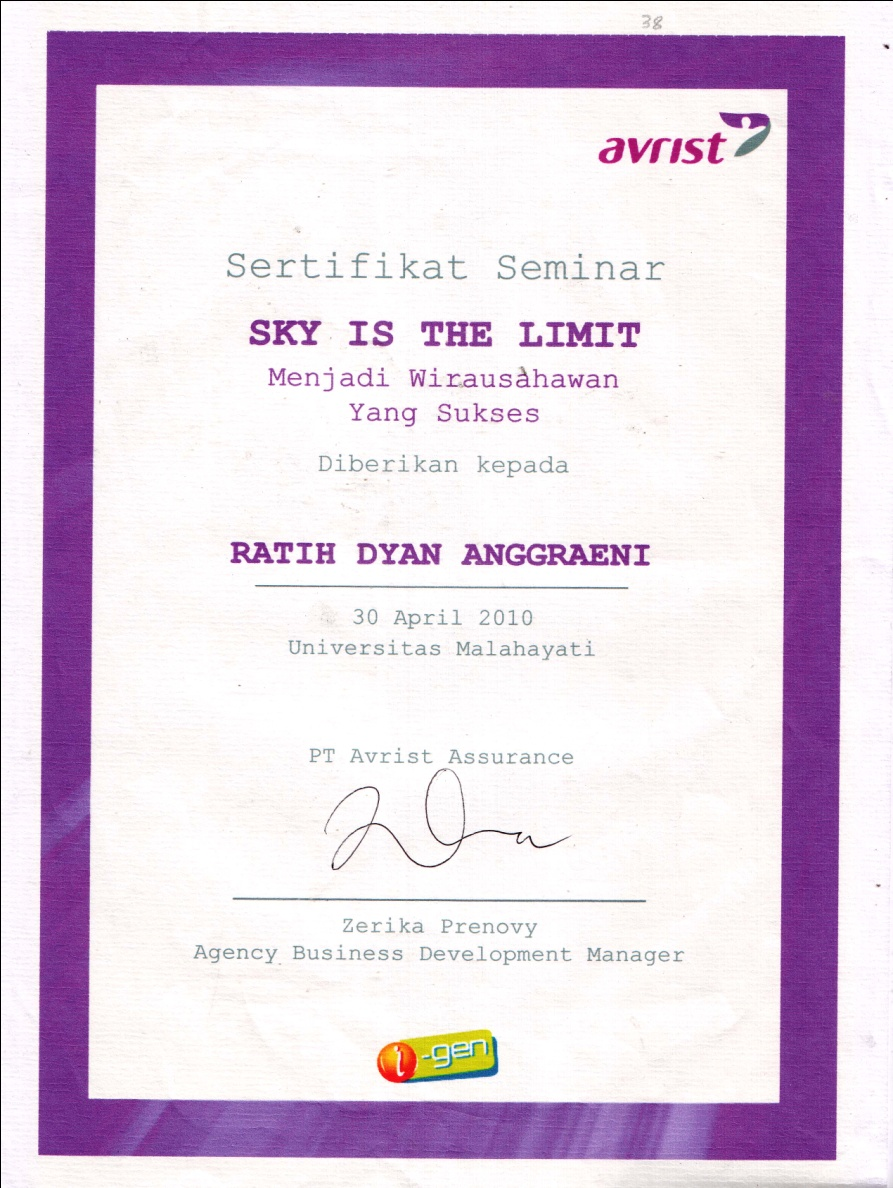 38
avrist
Sertifikat Seminar
SKY IS THE LIMIT
Menjadi Wirausahawan
Yang Sukses
Diberikan kepada
RATIH DYAN ANGGRAENI
30 April 2010
Universitas Malahayati
PT Avrist Assurance
Zerika Prenovy
Agency Business Development Manager
i-gen